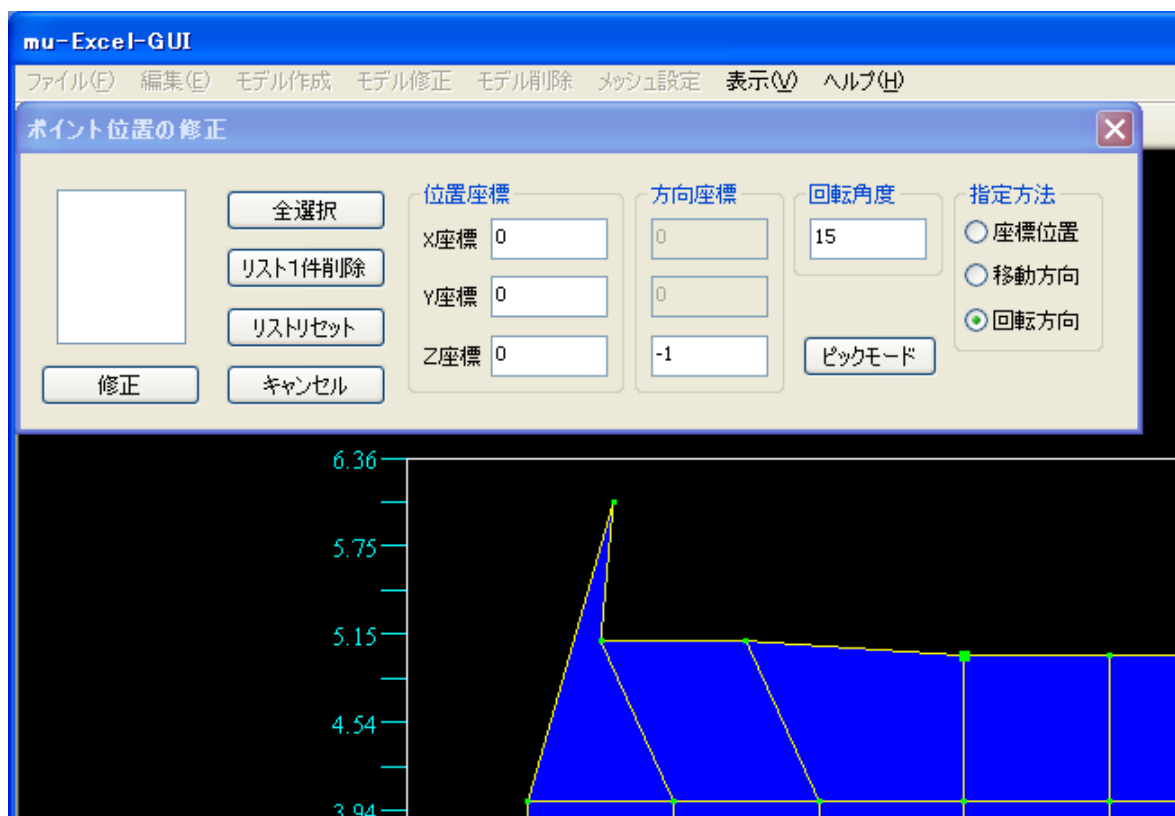 mu-Excel-GUI
ファイル(F) 編集(E) モデル作成 モデル修正 モデル削除 メッシュ設定 表示(V) ヘルプ(H)
ポイント位置の修正
全選択
リスト1件削除
リストリセット
修正
キャンセル
位置座標
X座標 0
Y座標 0
Z座標 0
方向座標
0
0
-1
回転角度
15
ピックモード
指定方法
座標位置
移動方向
回転方向
6.36
5.75
5.15
4.54
3.94